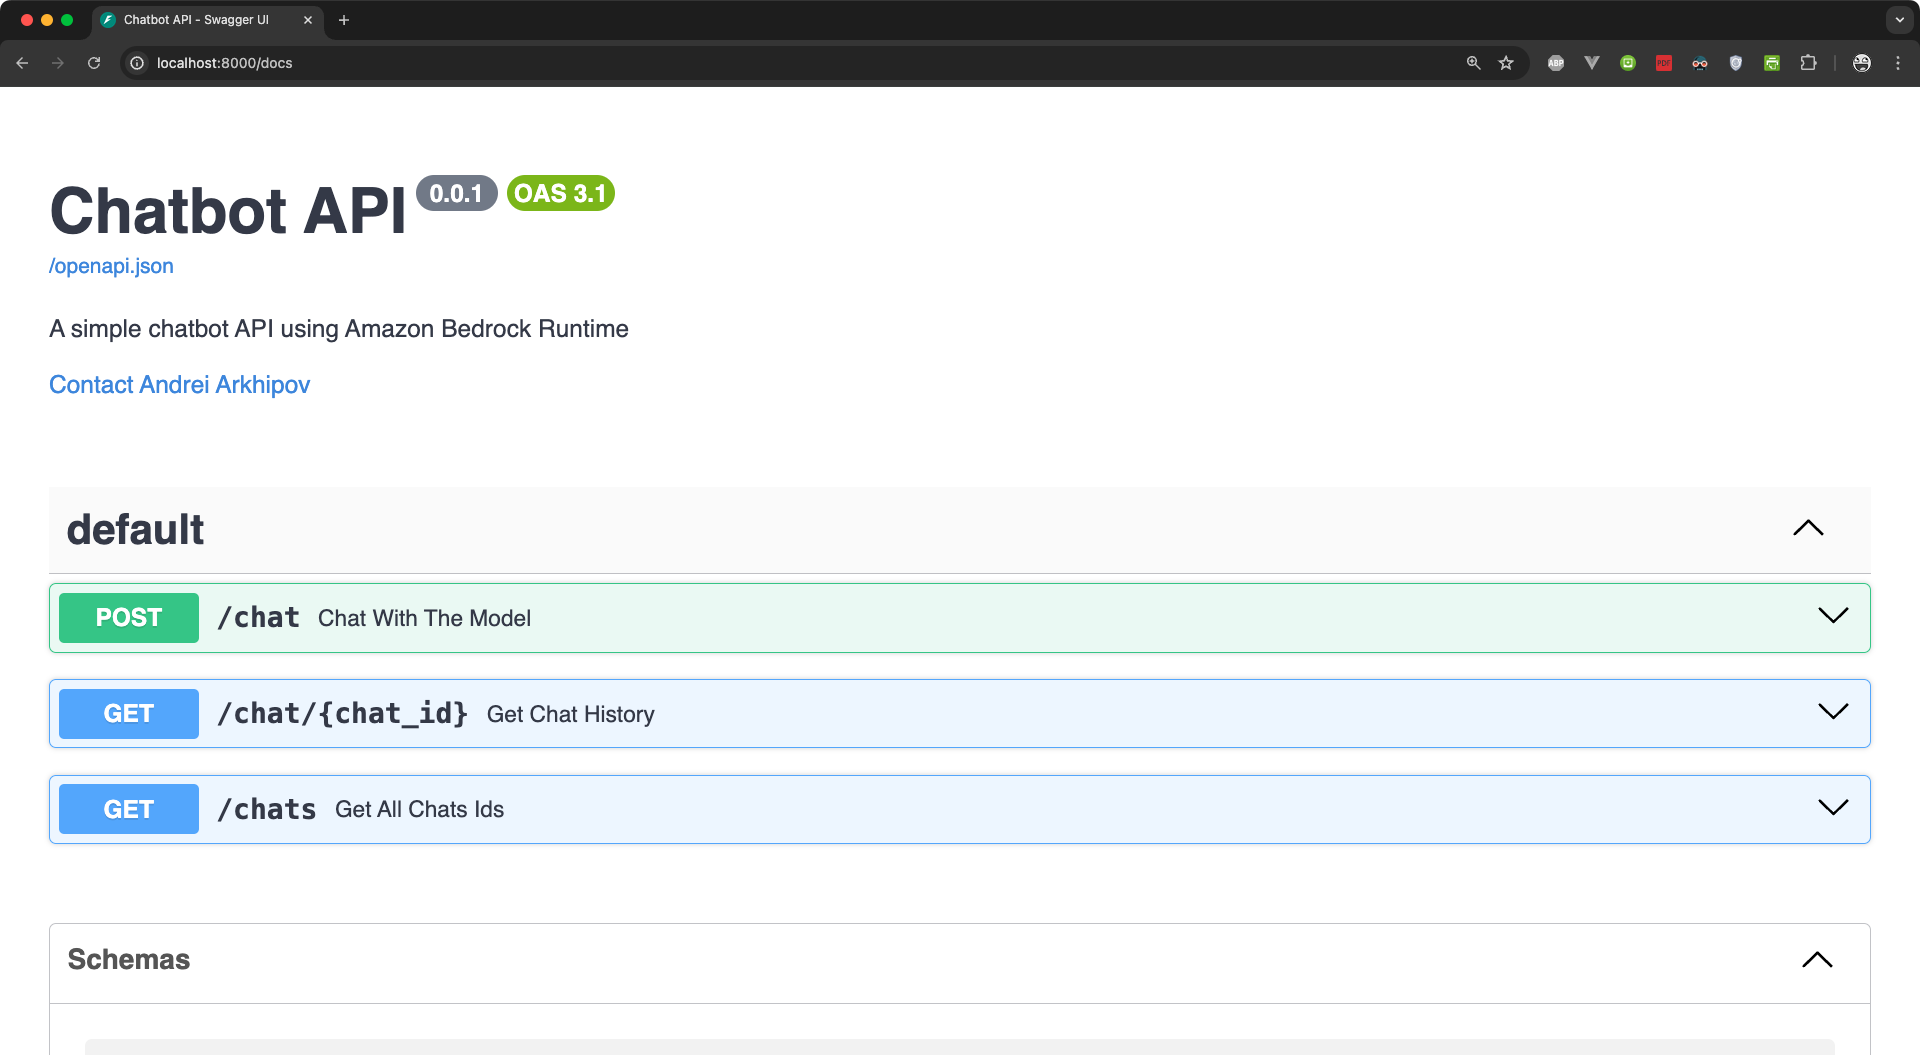 Chatbot API - Swagger UI
localhost:8000/docs
ABP
PDF
Chatbot API 0.0.1 OAS 3.1
/openapi.json
A simple chatbot API using Amazon Bedrock Runtime
Contact Andrei Arkhipov
default
POST /chat Chat With The Model
GET /chat/{chat_id} Get Chat History
GET /chats Get All Chats Ids
Schemas